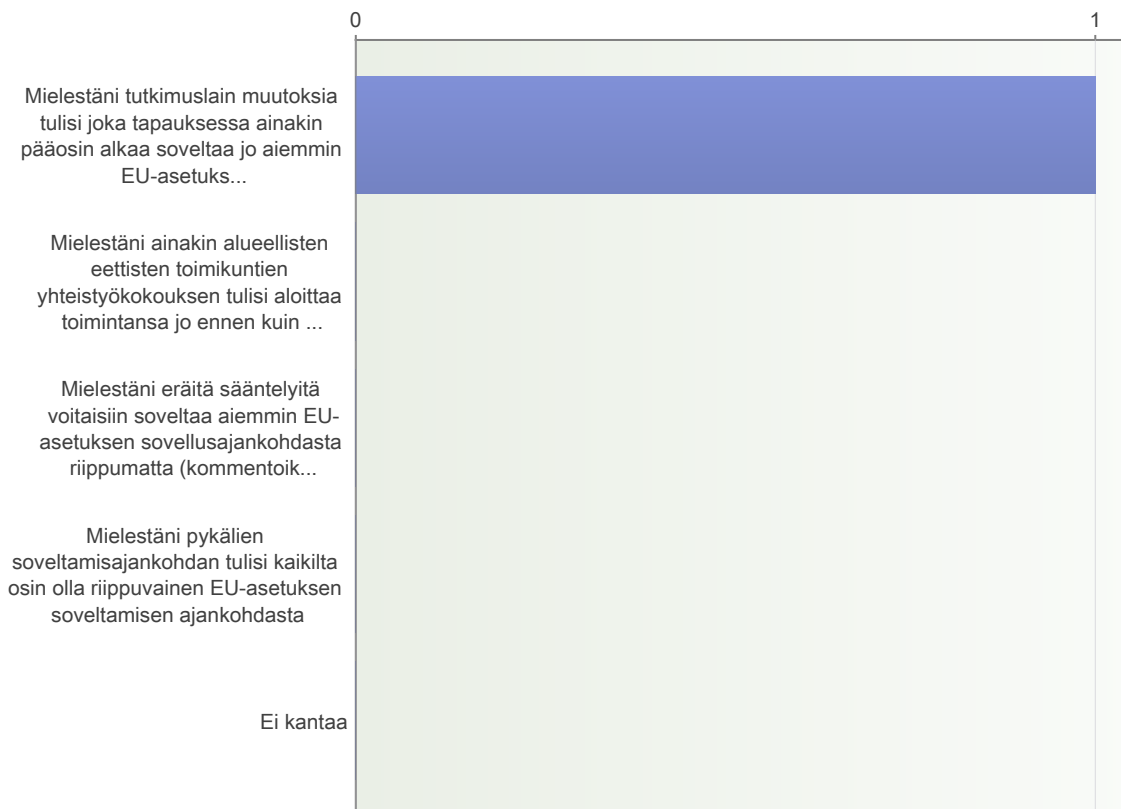 0 1
Mielestäni tutkimuslain muutoksia
tulisi joka tapauksessa ainakin
pääosin alkaa soveltaa jo aiemmin
EU-asetuks...
Mielestäni ainakin alueellisten
eettisten toimikuntien
yhteistyökokouksen tulisi aloittaa
toimintansa jo ennen kuin ...
Mielestäni eräitä sääntelyitä
voitaisiin soveltaa aiemmin EU-
asetuksen sovellusajankohdasta
riippumatta (kommentoik...
Mielestäni pykälien
soveltamisajankohdan tulisi kaikilta
osin olla riippuvainen EU-asetuksen
soveltamisen ajankohdasta
Ei kantaa